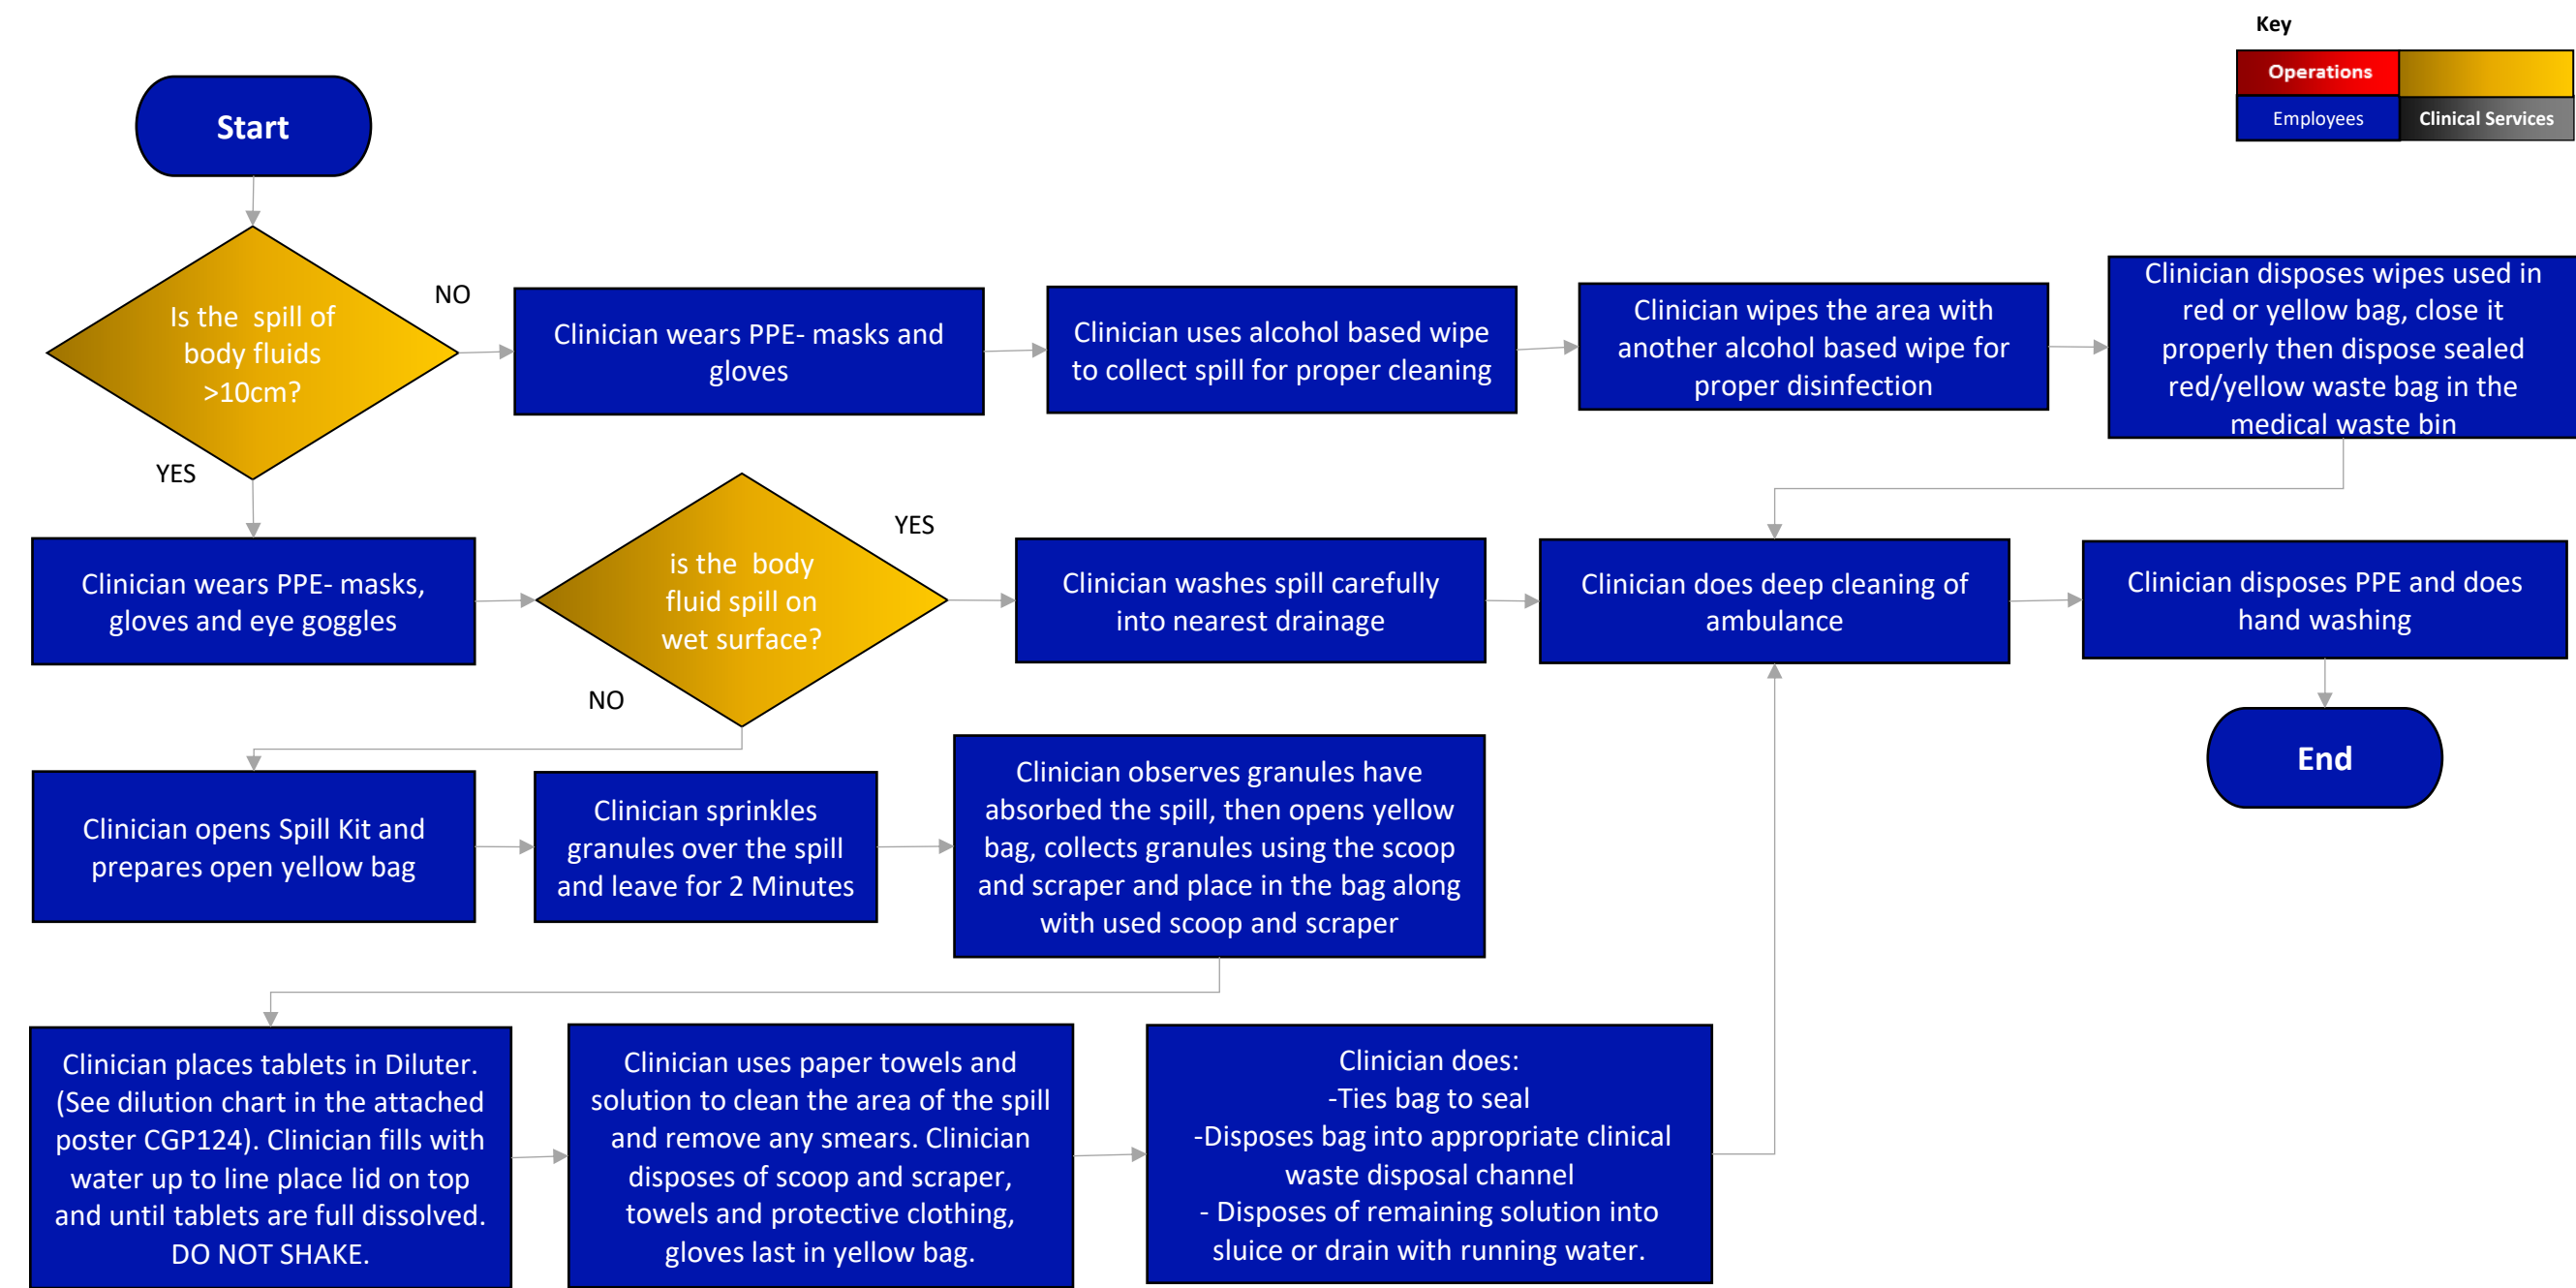 Key
Operations
Employees
Clinical Services
Start
Is the spill of
body fluids
>10cm?
NO
Clinician wears PPE- masks and
gloves
Clinician uses alcohol based wipe
to collect spill for proper cleaning
Clinician wipes the area with
another alcohol based wipe for
proper disinfection
Clinician disposes wipes used in
red or yellow bag, close it
properly then dispose sealed
red/yellow waste bag in the
medical waste bin
YES
Clinician wears PPE- masks,
gloves and eye goggles
is the body
fluid spill on
wet surface?
YES
Clinician washes spill carefully
into nearest drainage
Clinician does deep cleaning of
ambulance
Clinician disposes PPE and does
hand washing
End
NO
Clinician opens Spill Kit and
prepares open yellow bag
Clinician sprinkles
granules over the spill
and leave for 2 Minutes
Clinician observes granules have
absorbed the spill, then opens yellow
bag, collects granules using the scoop
and scraper and place in the bag along
with used scoop and scraper
Clinician places tablets in Diluter.
(See dilution chart in the attached
poster CGP124). Clinician fills with
water up to line place lid on top
and until tablets are full dissolved.
DO NOT SHAKE.
Clinician uses paper towels and
solution to clean the area of the spill
and remove any smears. Clinician
disposes of scoop and scraper,
towels and protective clothing,
gloves last in yellow bag.
Clinician does:
-Ties bag to seal
-Disposes bag into appropriate clinical
waste disposal channel
- Disposes of remaining solution into
sluice or drain with running water.